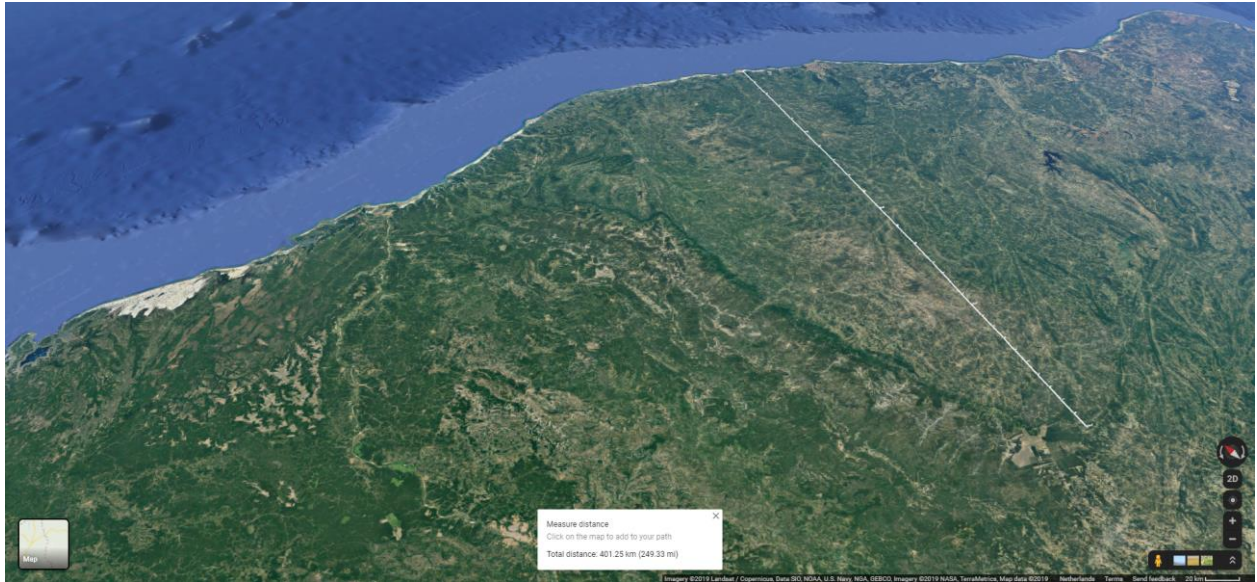 Measure distance
Click on the map to add to your path
Total distance: 401.25 km (249.33 mi)
Map
2D
Imagery ©2019 Landsat / Copernicus, Data SIO, NOAA, U.S. Navy, NGA, GEBCO, Imagery ©2019 NASA, TerraMetrics, Map data ©2019 Netherlands Terms Send feedback 20 km